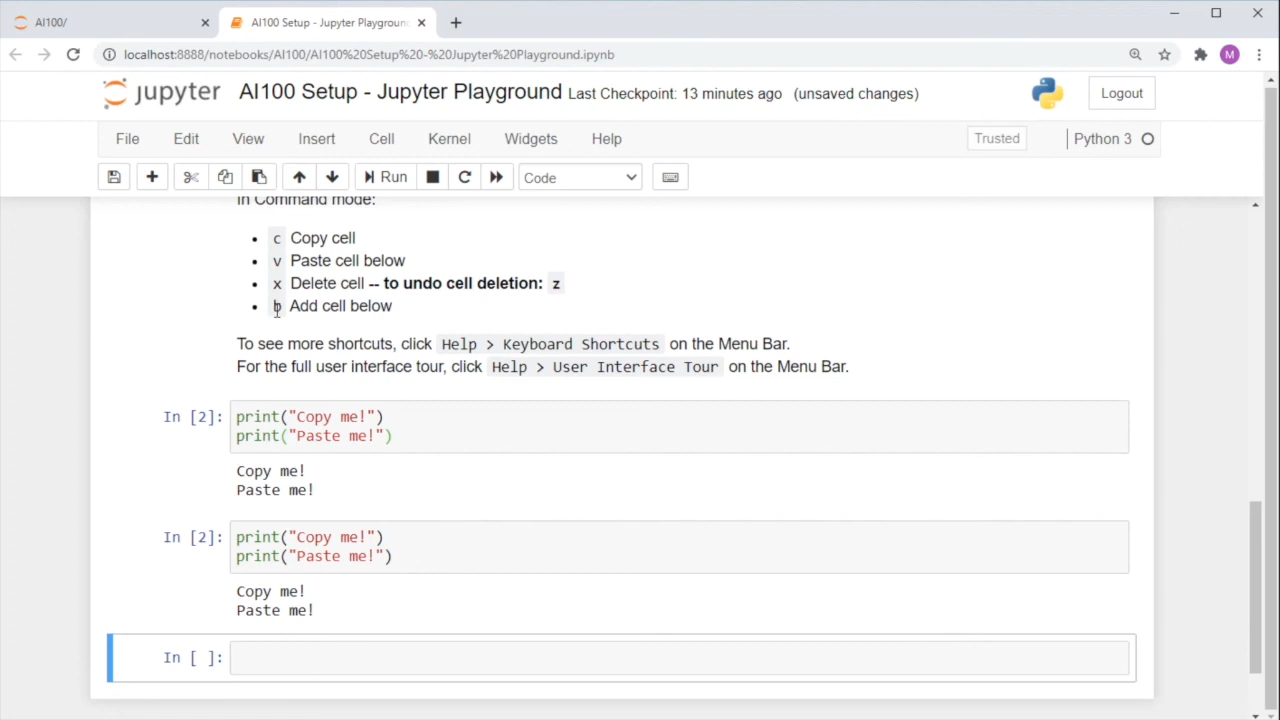 AI100/
AI100 Setup - Jupyter Playground
localhost:8888/notebooks/AI100/AI100%20Setup%20-%20Jupyter%20Playground.ipynb
M
jupyter AI100 Setup - Jupyter Playground Last Checkpoint: 13 minutes ago (unsaved changes)
Logout
File Edit View Insert Cell Kernel Widgets Help
Trusted
Python 3
Run
Code
In Command mode:
• c Copy cell
• v Paste cell below
• x Delete cell -- to undo cell deletion: z
• b Add cell below
To see more shortcuts, click Help > Keyboard Shortcuts on the Menu Bar.
For the full user interface tour, click Help > User Interface Tour on the Menu Bar.
In [2]: print("Copy me!")
print("Paste me!")
Copy me!
Paste me!
In [2]: print("Copy me!")
print("Paste me!")
Copy me!
Paste me!
In [ ]: